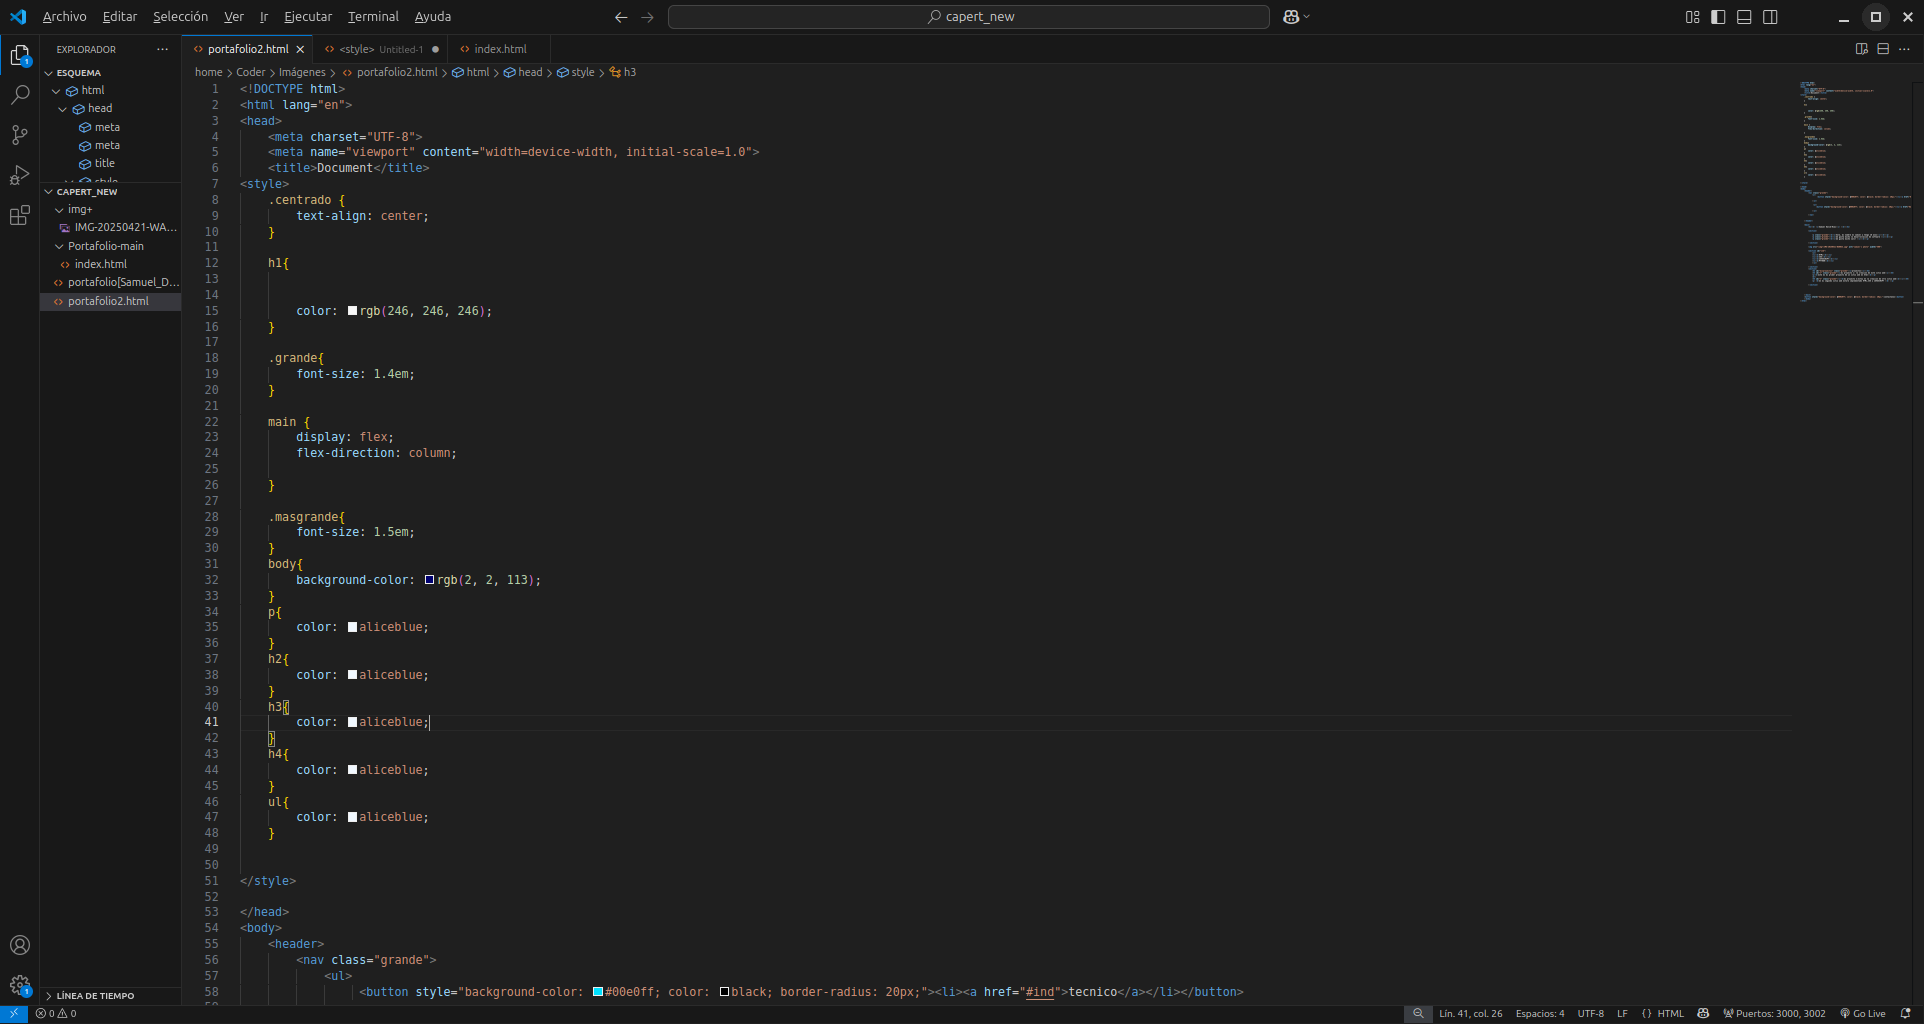 Archivo Editar Selección Ver Ir Ejecutar Terminal Ayuda
capert_new
EXPLORADOR
ESQUEMA
html
head
meta
meta
title
style
CAPERT_NEW
img+
IMG-20250421-WA...
Portafolio-main
index.html
portafolio[Samuel_D...
portafolio2.html
LÍNEA DE TIEMPO
portafolio2.html
<style> Untitled-1
index.html
home > Coder > Imágenes > portafolio2.html > html > head > style > h3
1 <!DOCTYPE html>
2 <html lang="en">
3 <head>
4 <meta charset="UTF-8">
5 <meta name="viewport" content="width=device-width, initial-scale=1.0">
6 <title>Document</title>
7 <style>
8 .centrado {
9 text-align: center;
10 }
11
12 h1{
13
14
15 color: rgb(246, 246, 246);
16 }
17
18 .grande{
19 font-size: 1.4em;
20 }
21
22 main {
23 display: flex;
24 flex-direction: column;
25
26 }
27
28 .masgrande{
29 font-size: 1.5em;
30 }
31 body{
32 background-color: rgb(2, 2, 113);
33 }
34 p{
35 color: aliceblue;
36 }
37 h2{
38 color: aliceblue;
39 }
40 h3{
41 color: aliceblue;
42 }
43 h4{
44 color: aliceblue;
45 }
46 ul{
47 color: aliceblue;
48 }
49
50
51 </style>
52
53 </head>
54 <body>
55 <header>
56 <nav class="grande">
57 <ul>
58 <button style="background-color: #00e0ff; color: black; border-radius: 20px;"><li><a href="#ind">tecnico</a></li></button>
0 0
Lín. 41, col. 26 Espacios: 4 UTF-8 LF {} HTML Puertos: 3000, 3002 Go Live